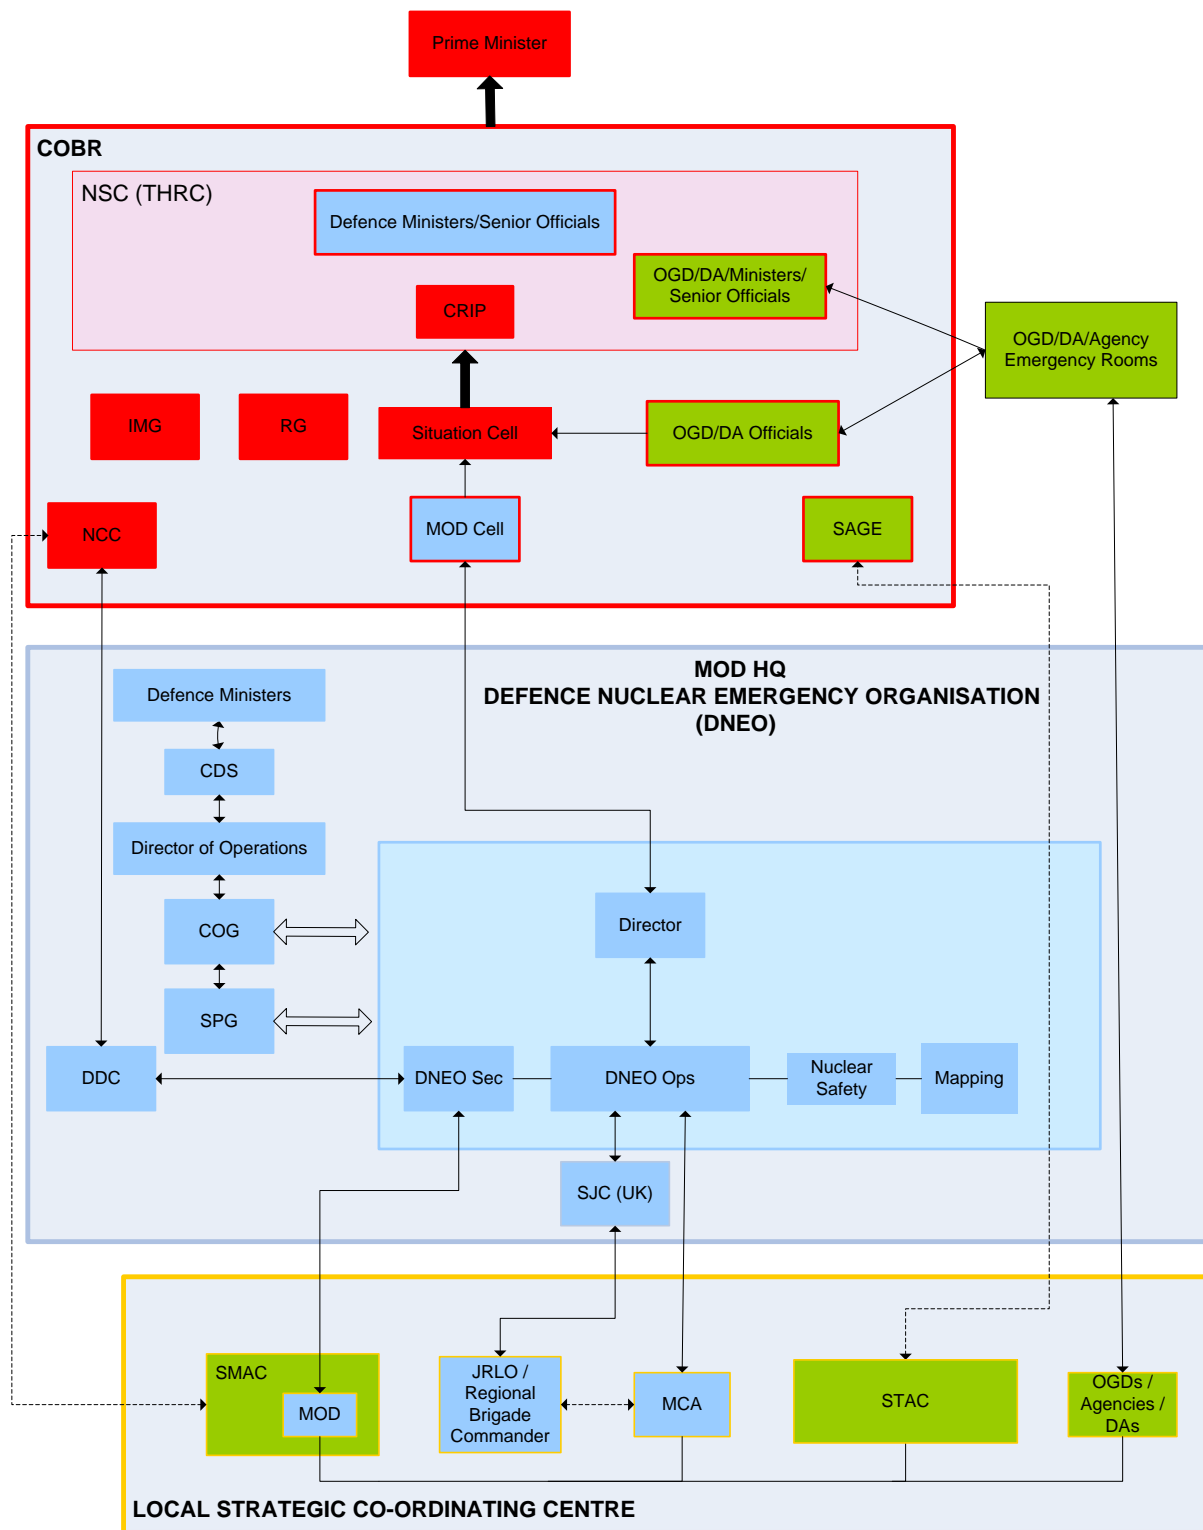 Prime Minister
COBR
NSC (THRC)
Defence Ministers/Senior Officials
OGD/DA/Ministers/
Senior Officials
CRIP
OGD/DA/Agency
Emergency Rooms
IMG
RG
Situation Cell
OGD/DA Officials
NCC
MOD Cell
SAGE
MOD HQ
DEFENCE NUCLEAR EMERGENCY ORGANISATION
(DNEO)
Defence Ministers
CDS
Director of Operations
COG
Director
SPG
DDC
DNEO Sec
DNEO Ops
Nuclear
Safety
Mapping
SJC (UK)
SMAC
MOD
JRLO /
Regional
Brigade
Commander
MCA
STAC
OGDs /
Agencies /
DAs
LOCAL STRATEGIC CO-ORDINATING CENTRE